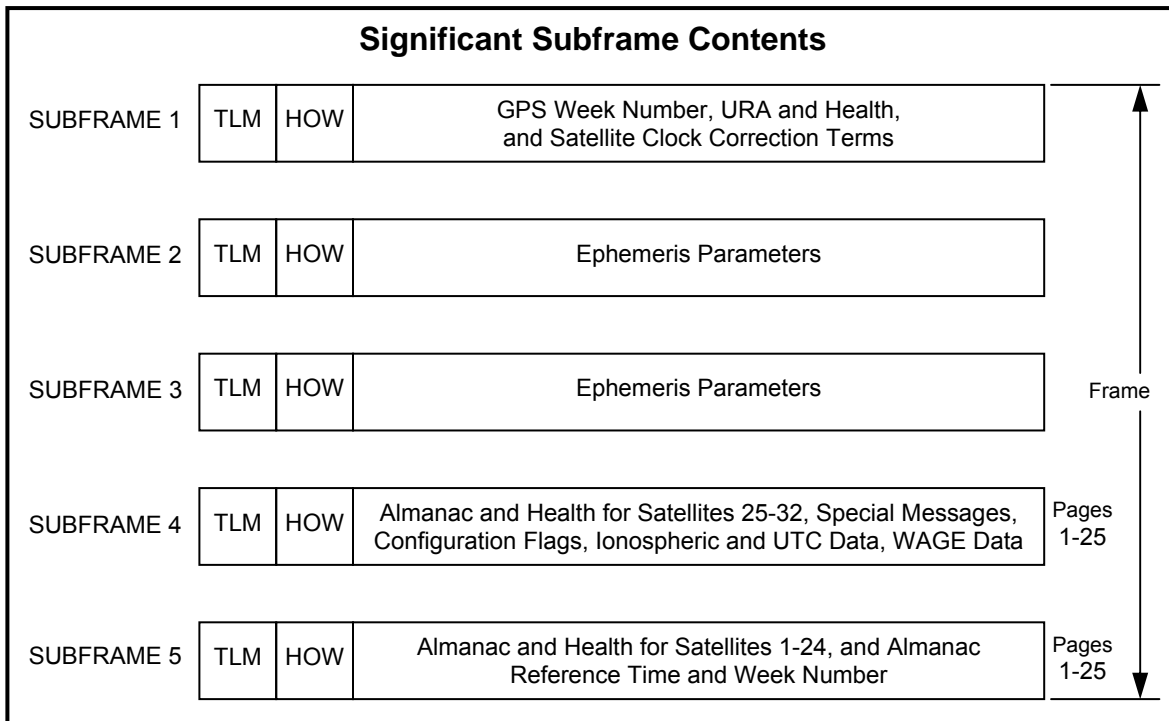 Significant Subframe Contents
SUBFRAME 1 TLM HOW GPS Week Number, URA and Health,
and Satellite Clock Correction Terms
SUBFRAME 2 TLM HOW Ephemeris Parameters
SUBFRAME 3 TLM HOW Ephemeris Parameters
Frame
SUBFRAME 4 TLM HOW Almanac and Health for Satellites 25-32, Special Messages,
Configuration Flags, Ionospheric and UTC Data, WAGE Data
Pages
1-25
SUBFRAME 5 TLM HOW Almanac and Health for Satellites 1-24, and Almanac
Reference Time and Week Number
Pages
1-25